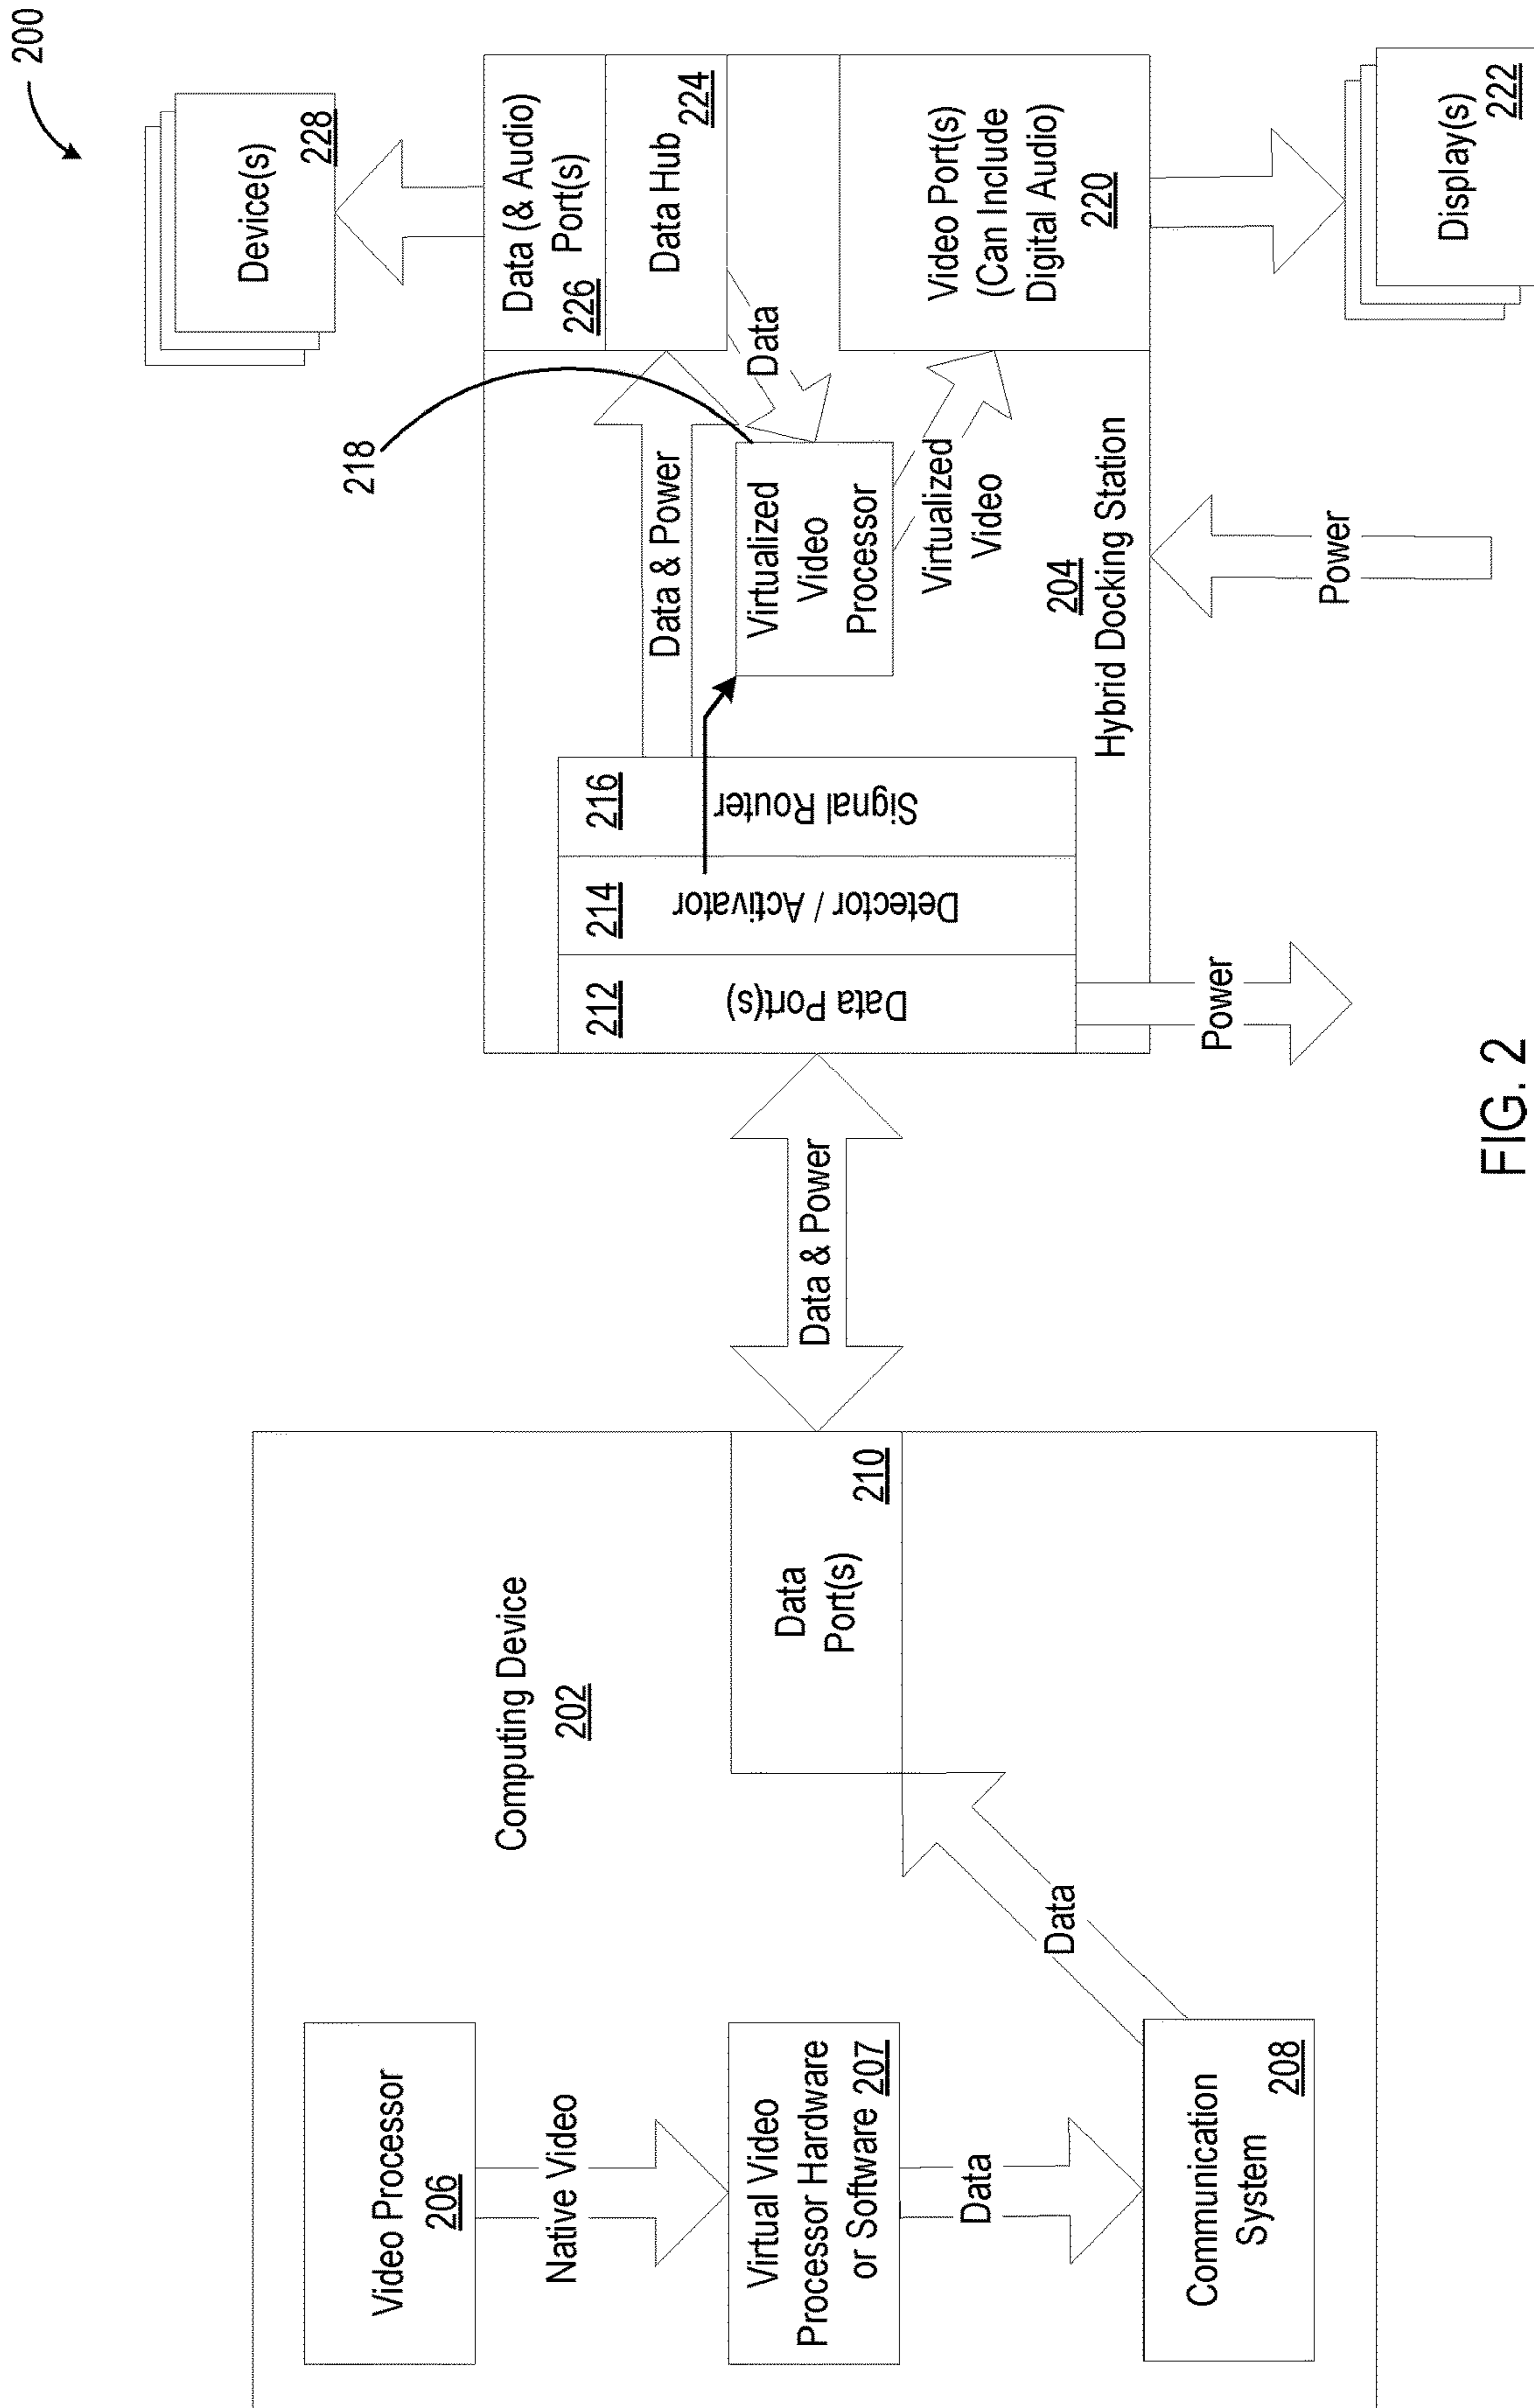 200
Computing Device
202
Video Processor
206
Native Video
Virtual Video
Processor Hardware
or Software 207
Data
Communication
System
208
Data
Data
Port(s)
210
Data & Power
Data Port(s)
212
Detector / Activator
214
Signal Router
216
Power
Data & Power
218
Virtualized
Video
Processor
Data
Virtualized
Video
204
Hybrid Docking Station
Power
Data (& Audio)
Port(s)
226
Data Hub
224
Video Port(s)
(Can Include
Digital Audio)
220
Device(s)
228
Display(s)
222
FIG. 2